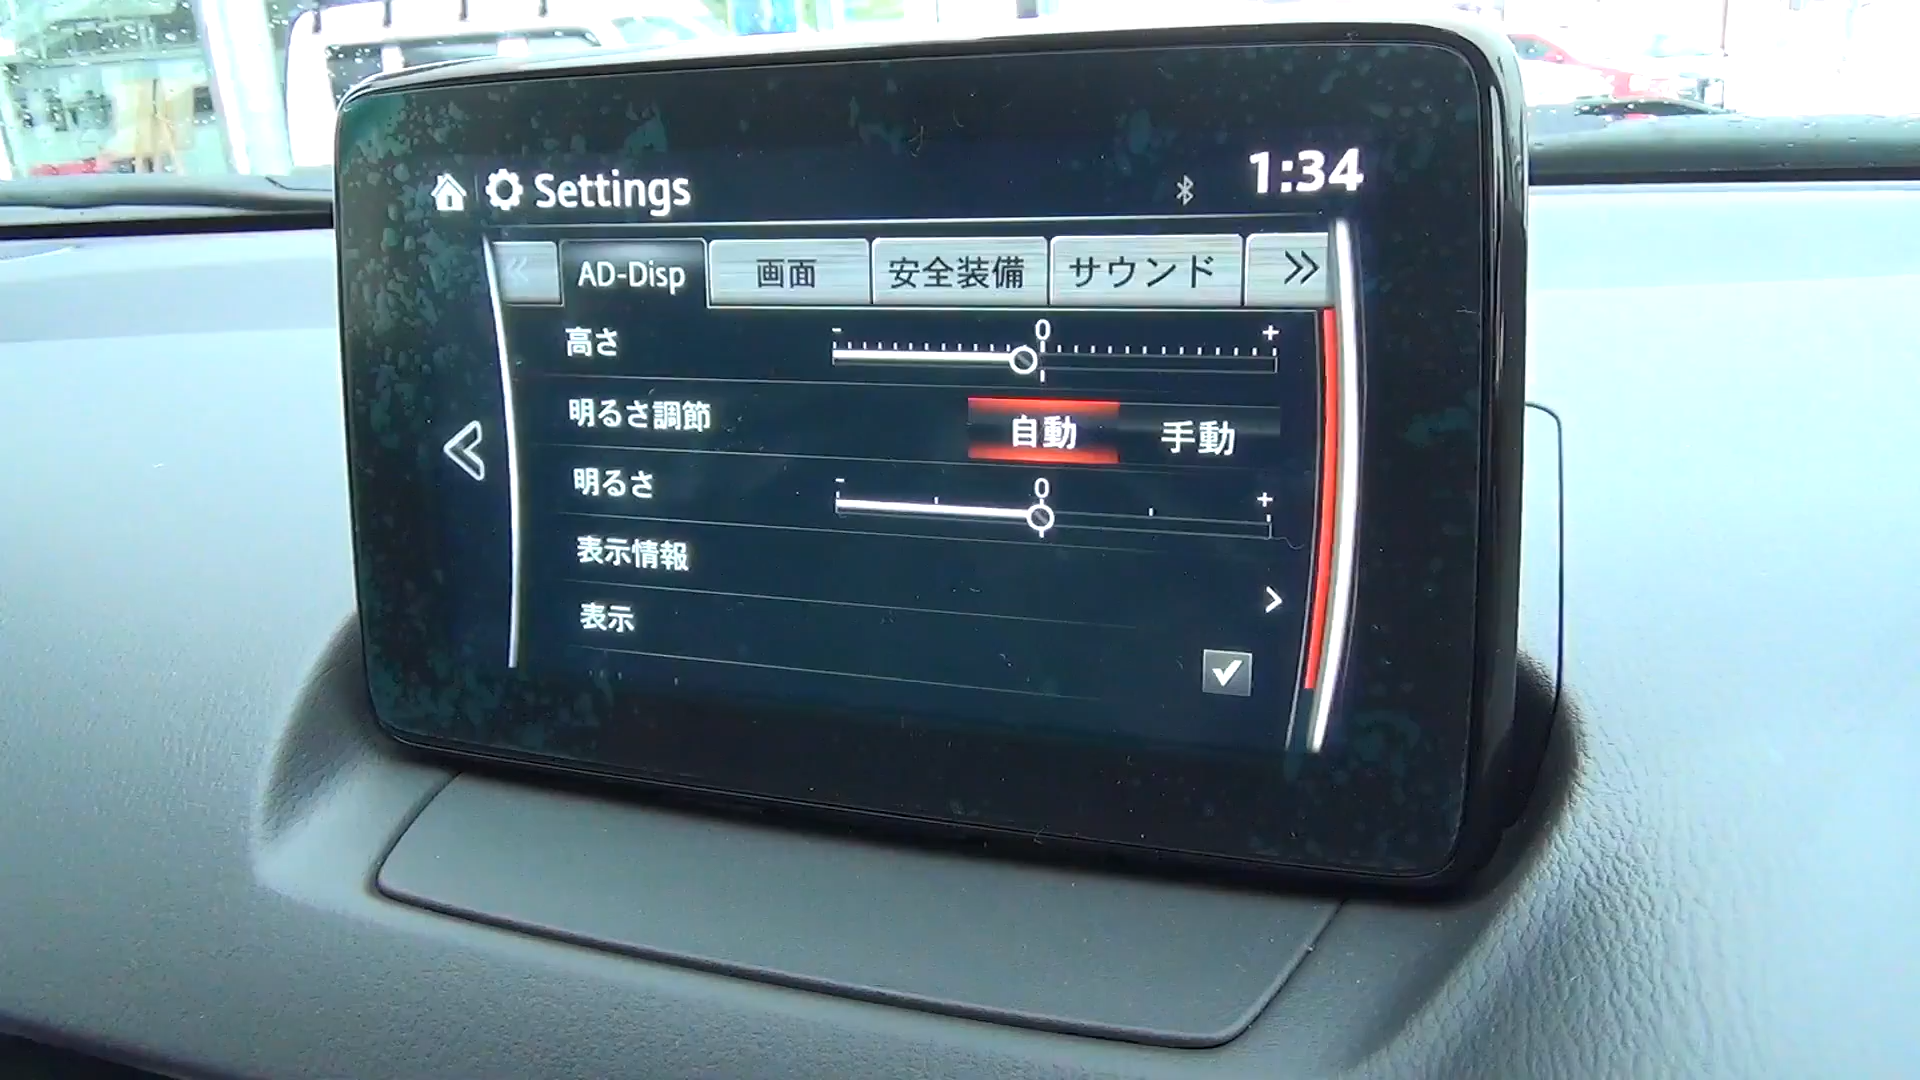 Settings 1:34
AD-Disp 画面 安全装備 サウンド
高さ - 0 +
明るさ調節 自動 手動
明るさ - 0 +
表示情報
表示